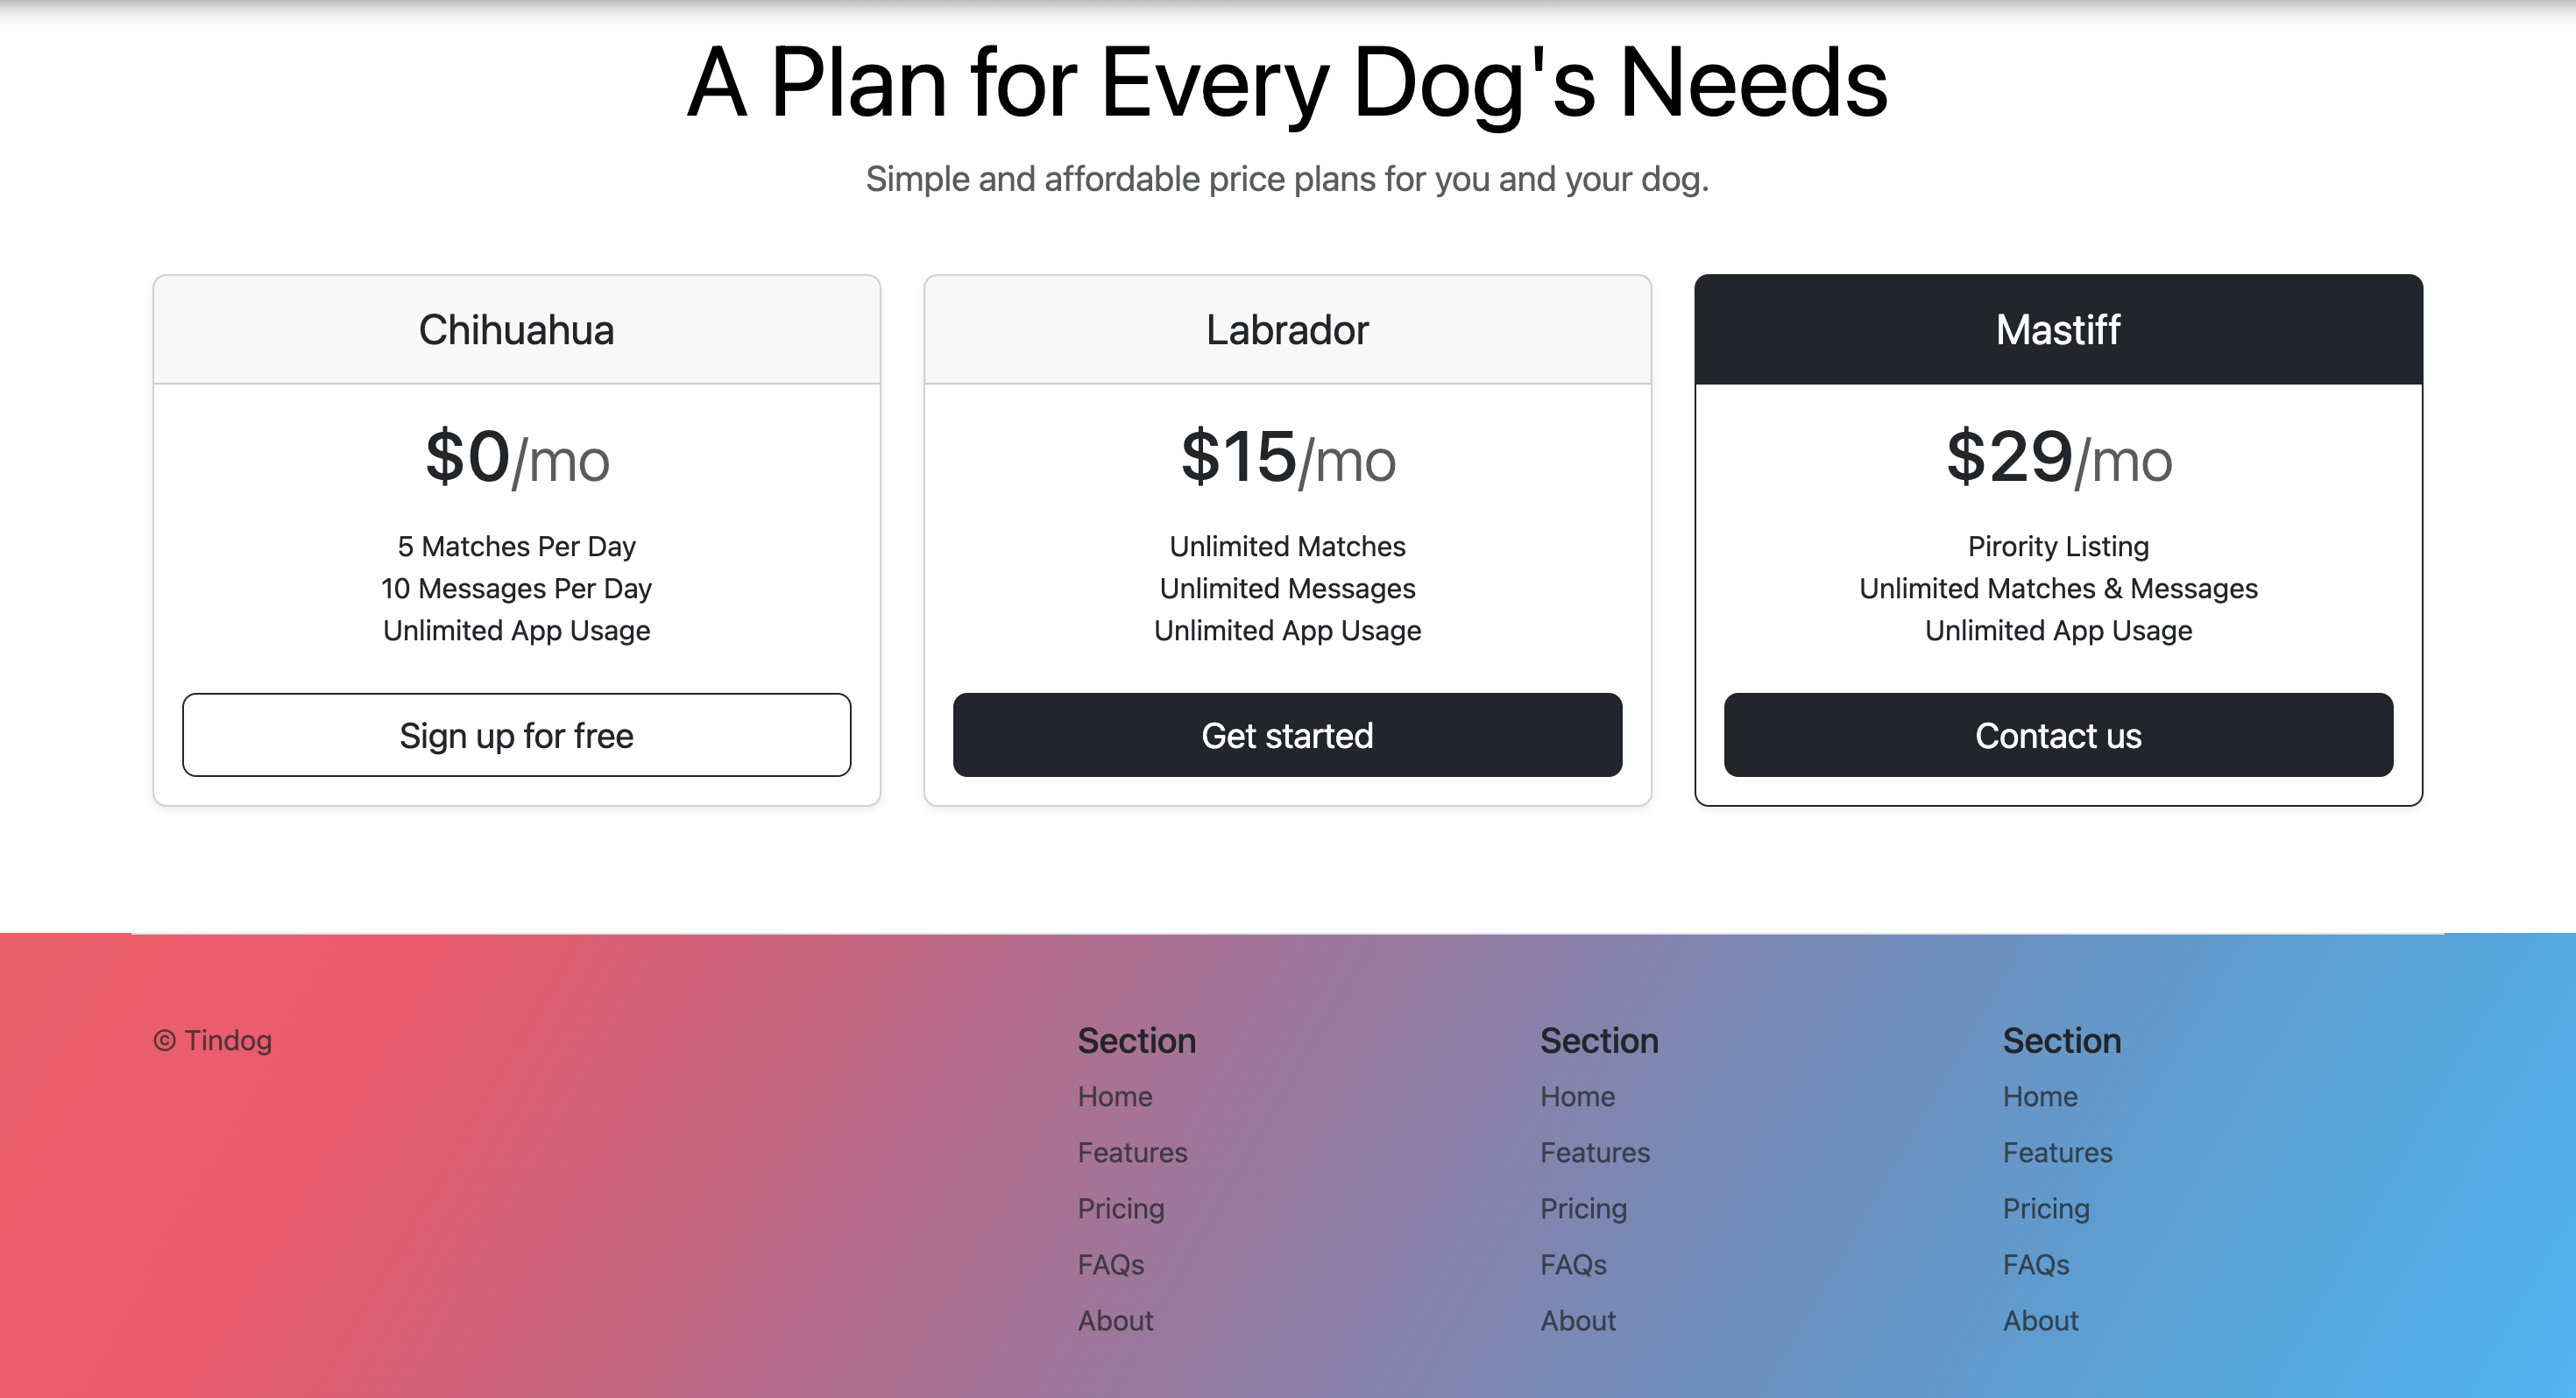 A Plan for Every Dog's Needs
Simple and affordable price plans for you and your dog.
Chihuahua
$0/mo
5 Matches Per Day
10 Messages Per Day
Unlimited App Usage
Sign up for free
Labrador
$15/mo
Unlimited Matches
Unlimited Messages
Unlimited App Usage
Get started
Mastiff
$29/mo
Pirority Listing
Unlimited Matches & Messages
Unlimited App Usage
Contact us
© Tindog
Section
Home
Features
Pricing
FAQs
About
Section
Home
Features
Pricing
FAQs
About
Section
Home
Features
Pricing
FAQs
About